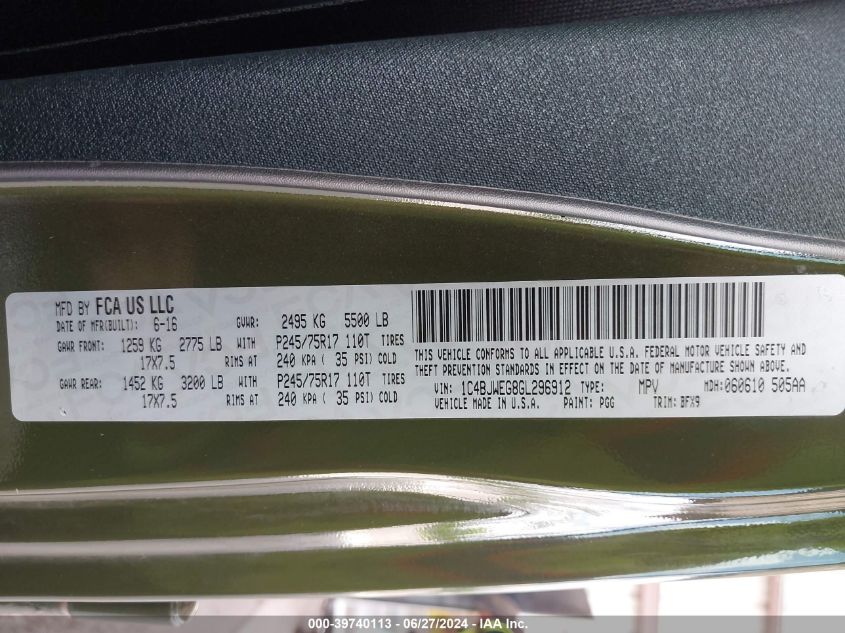 MFD BY FCA US LLC
DATE OF MFR(BUILT): 6-16 GVWR: 2495 KG 5500 LB
GAWR FRONT: 1259 KG 2775 LB WITH P245/75R17 110T TIRES
17X7.5 RIMS AT 240 KPA ( 35 PSI) COLD
GAWR REAR: 1452 KG 3200 LB WITH P245/75R17 110T TIRES
17X7.5 RIMS AT 240 KPA ( 35 PSI) COLD
THIS VEHICLE CONFORMS TO ALL APPLICABLE U.S.A. FEDERAL MOTOR VEHICLE SAFETY AND
THEFT PREVENTION STANDARDS IN EFFECT ON THE DATE OF MANUFACTURE SHOWN ABOVE.
VIN: 1C4BJWEG8GL296912 TYPE: MPV MDH:060610 505AA
VEHICLE MADE IN U.S.A. PAINT: PGG TRIM: BFX9
000-39740113 - 06/27/2024 - IAA Inc.